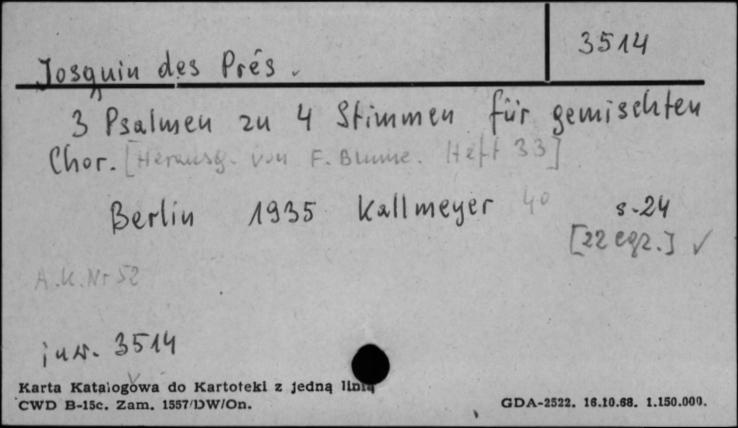 3514
Josquin des Prés.
3 Psalmen zu 4 Stimmen für gemischten
Chor. [Herausg. von F. Blume. Heft 33]
Berlin 1935 Kallmeyer 4° s. 24
[22 egz.] ✓
A.K. Nr 52
inw. 3514
Karta Katalogowa do Kartoteki z jedną linią
CWD B-15c. Zam. 1557/DW/On.
GDA-2522. 16.10.68. 1.150.000.